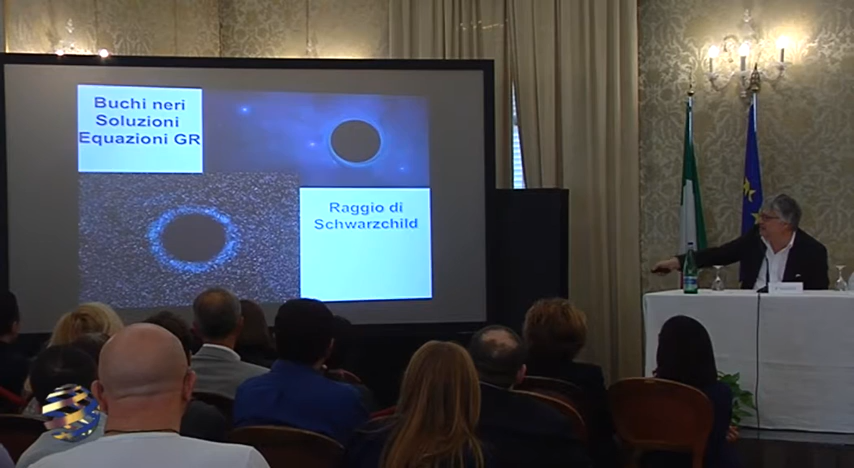 Buchi neri
Soluzioni
Equazioni GR
Raggio di
Schwarzchild